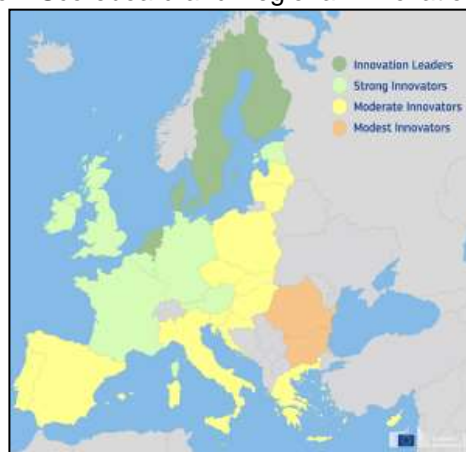 Innovation Leaders
Strong Innovators
Moderate Innovators
Modest Innovators